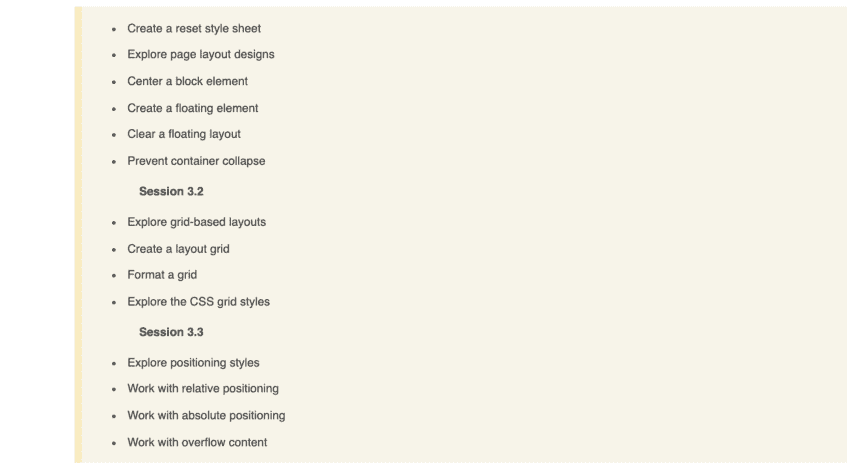 • Create a reset style sheet
• Explore page layout designs
• Center a block element
• Create a floating element
• Clear a floating layout
• Prevent container collapse
Session 3.2
• Explore grid-based layouts
• Create a layout grid
• Format a grid
• Explore the CSS grid styles
Session 3.3
• Explore positioning styles
• Work with relative positioning
• Work with absolute positioning
• Work with overflow content